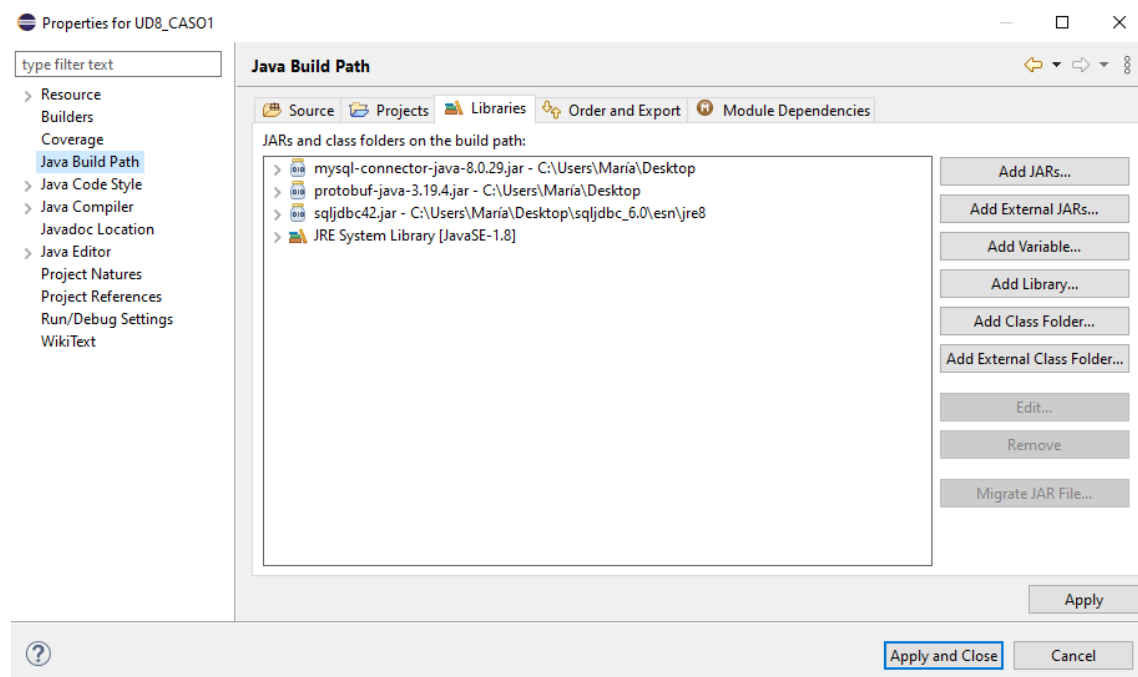 Properties for UD8_CASO1
type filter text
Resource
Builders
Coverage
Java Build Path
Java Code Style
Java Compiler
Javadoc Location
Java Editor
Project Natures
Project References
Run/Debug Settings
WikiText
Java Build Path
Source Projects Libraries Order and Export Module Dependencies
JARs and class folders on the build path:
mysql-connector-java-8.0.29.jar - C:\Users\María\Desktop
protobuf-java-3.19.4.jar - C:\Users\María\Desktop
sqljdbc42.jar - C:\Users\María\Desktop\sqljdbc_6.0\esn\jre8
JRE System Library [JavaSE-1.8]
Add JARs...
Add External JARs...
Add Variable...
Add Library...
Add Class Folder...
Add External Class Folder...
Edit...
Remove
Migrate JAR File...
Apply
Apply and Close Cancel